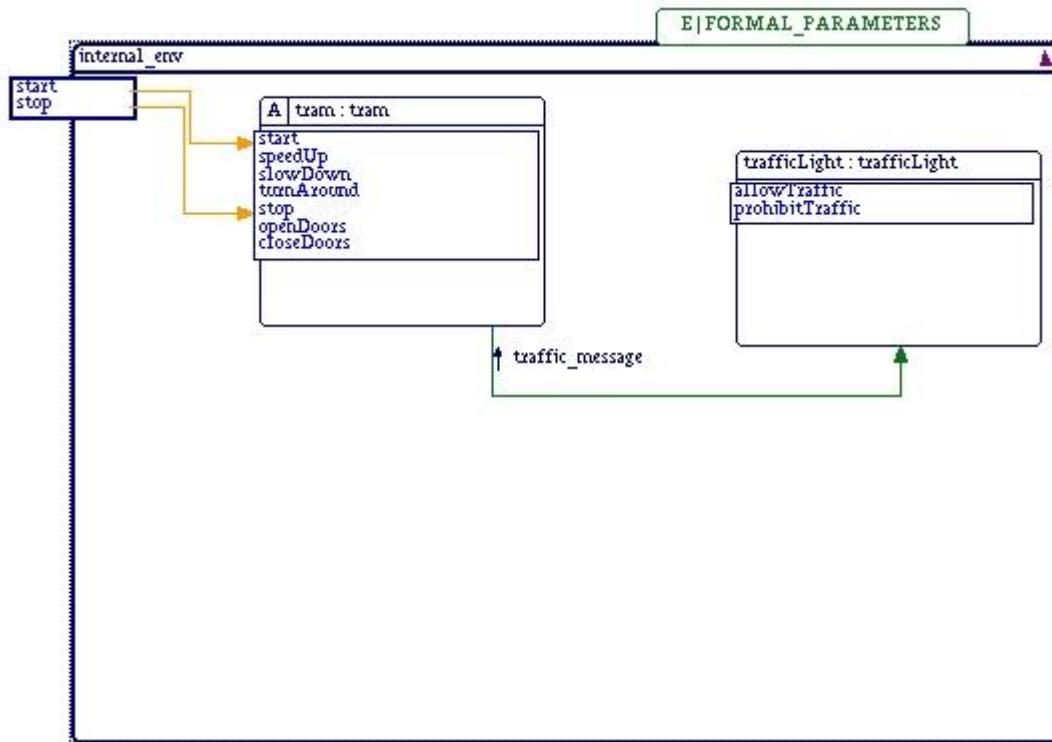 E|FORMAL_PARAMETERS
internal_env
start
stop
A tram : tram
start
speedUp
slowDown
turnAround
stop
openDoors
closeDoors
trafficLight : trafficLight
allowTraffic
prohibitTraffic
traffic_message